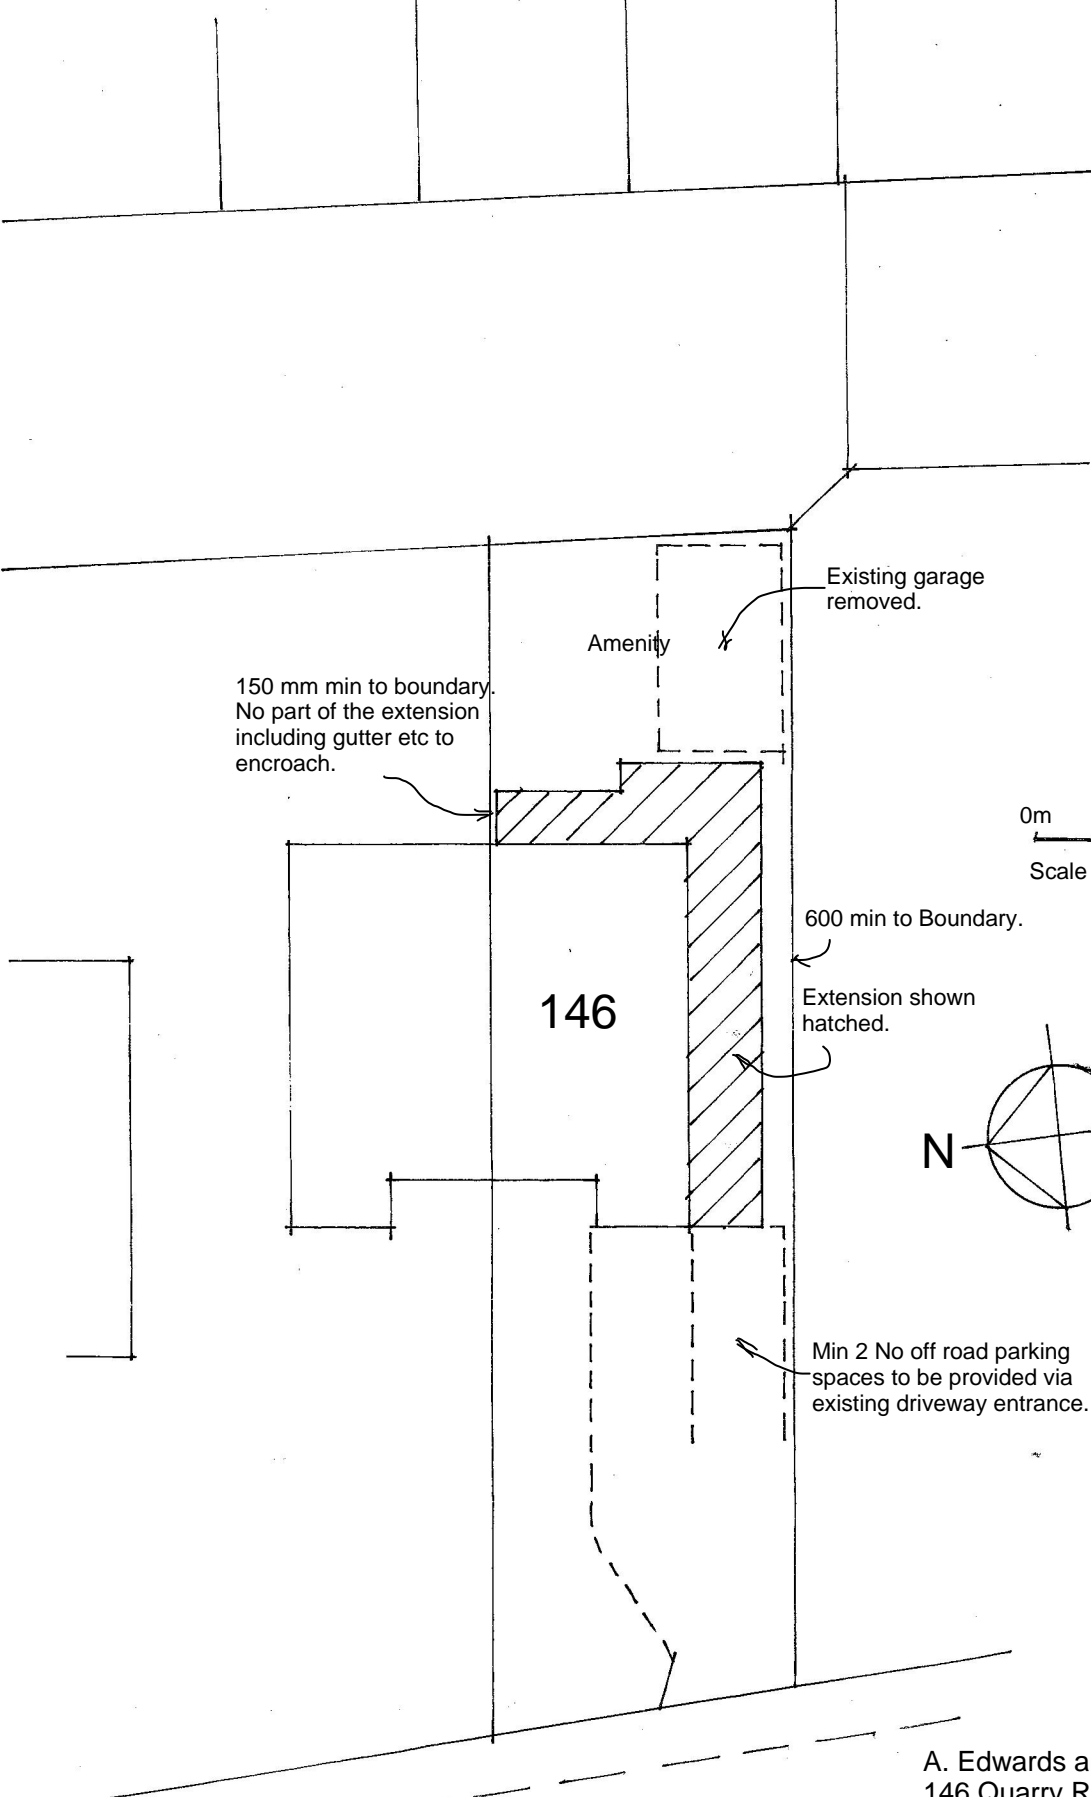 Existing garage
removed.
Amenity
150 mm min to boundary.
No part of the extension
including gutter etc to
encroach.
0m
Scale
600 min to Boundary.
146
Extension shown
hatched.
N
Min 2 No off road parking
spaces to be provided via
existing driveway entrance.
A. Edwards a
146 Quarry R